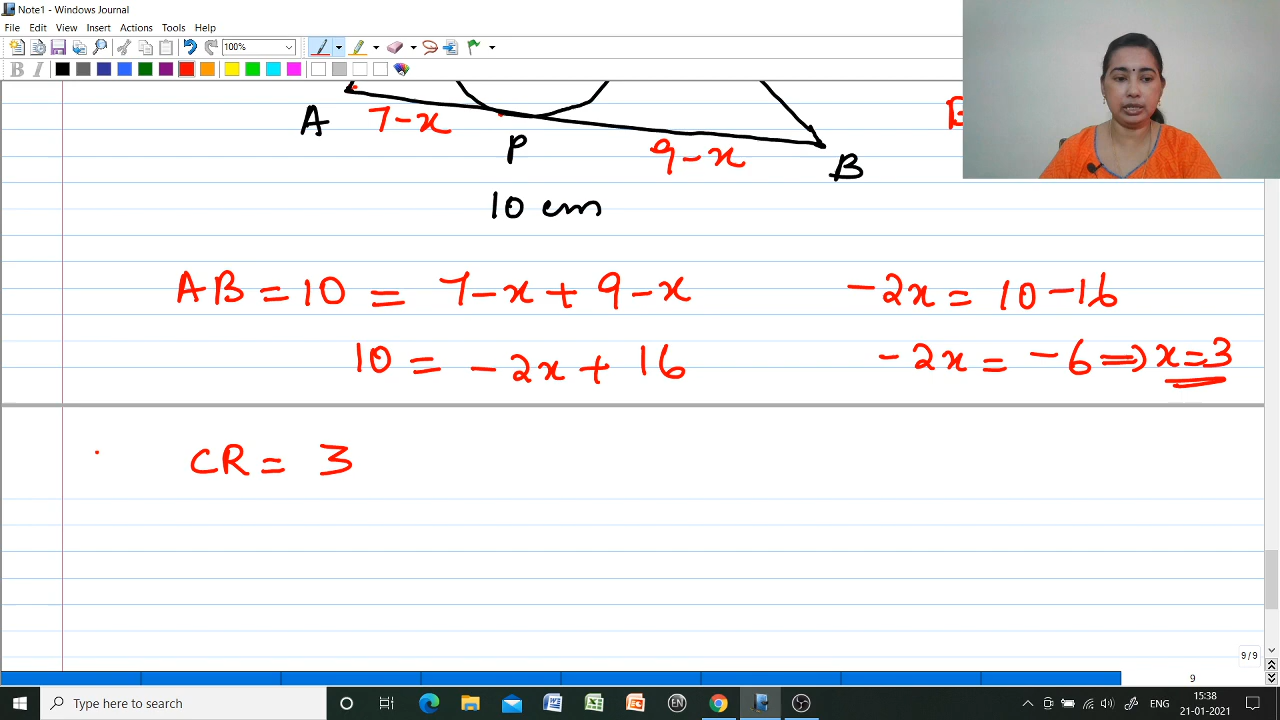 Note1 - Windows Journal
File Edit View Insert Actions Tools Help
100%
B I
A 7-x
P
9-x B
10 cm
AB = 10 = 7-x + 9-x
-2x = 10-16
10 = -2x + 16
-2x = -6 ⟹ x=3
CR = 3
9/9
9
Type here to search
EN
ENG
15:38
21-01-2021